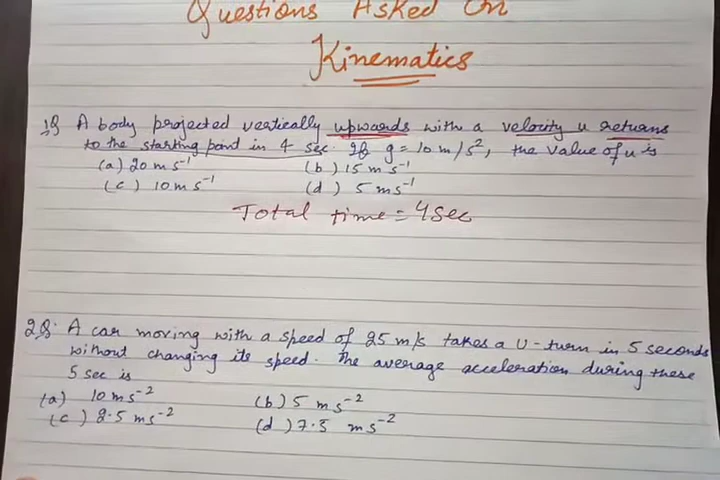 Questions Asked On
Kinematics
1Q A body projected vertically upwards with a velocity u returns
to the starting point in 4 sec. If g = 10 m/s², the value of u is
(a) 20 m s⁻¹ (b) 15 m s⁻¹
(c) 10 m s⁻¹ (d) 5 m s⁻¹
Total time = 4 sec
2Q: A car moving with a speed of 25 m/s takes a U-turn in 5 seconds
without changing its speed. The average acceleration during these
5 sec is
(a) 10 m s⁻² (b) 5 m s⁻²
(c) 2.5 m s⁻² (d) 7.5 m s⁻²